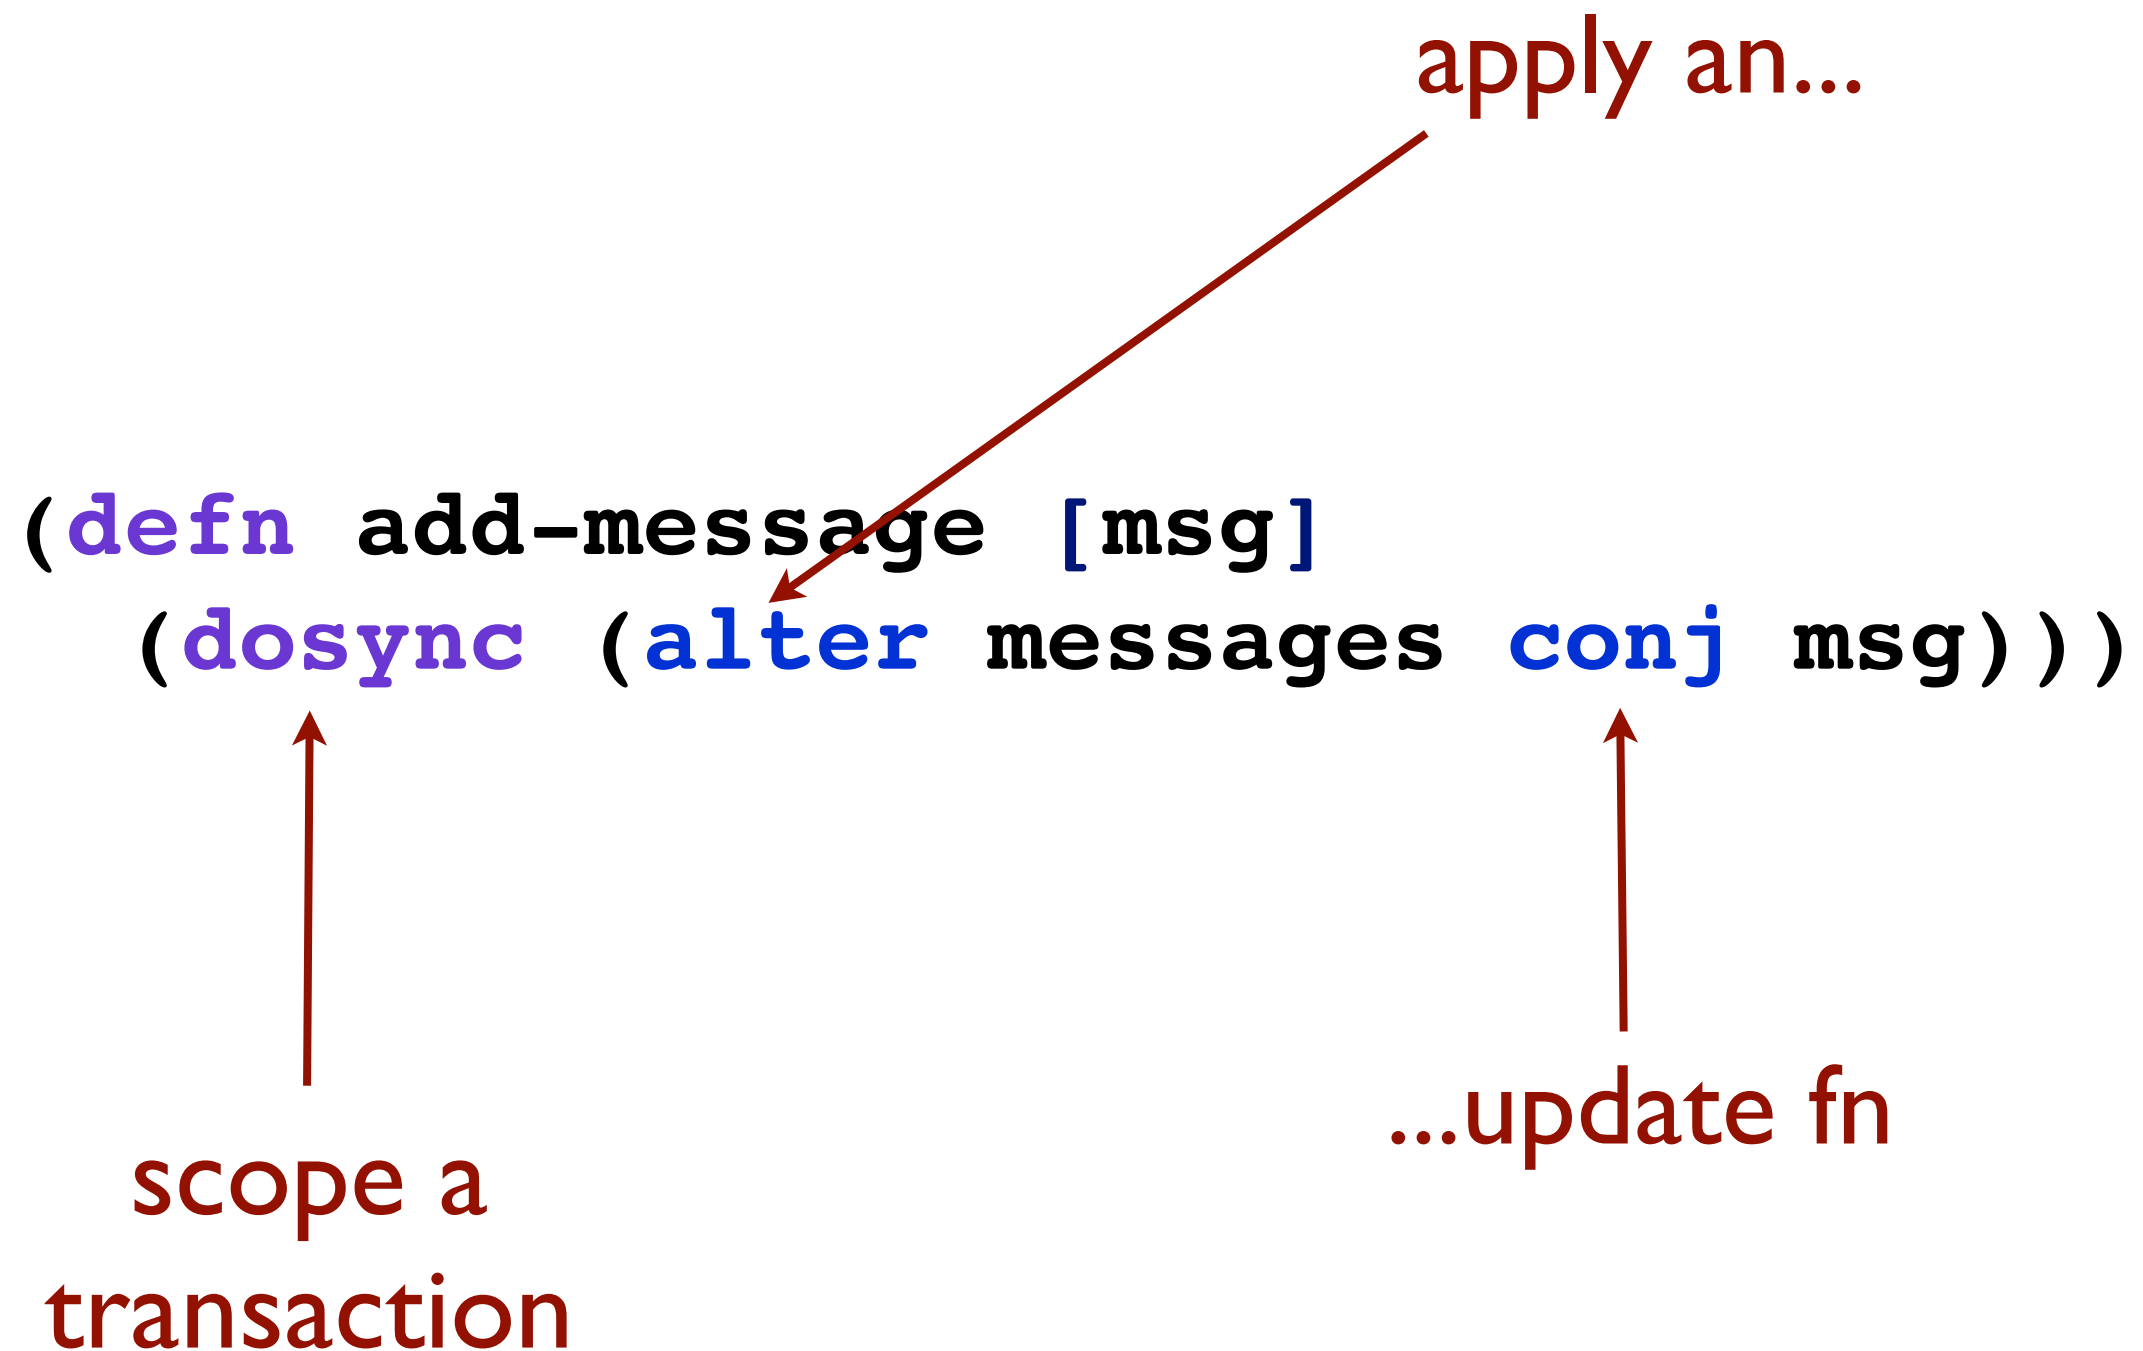 apply an...
(defn add-message [msg]
(dosync (alter messages conj msg)))
...update fn
scope a
transaction